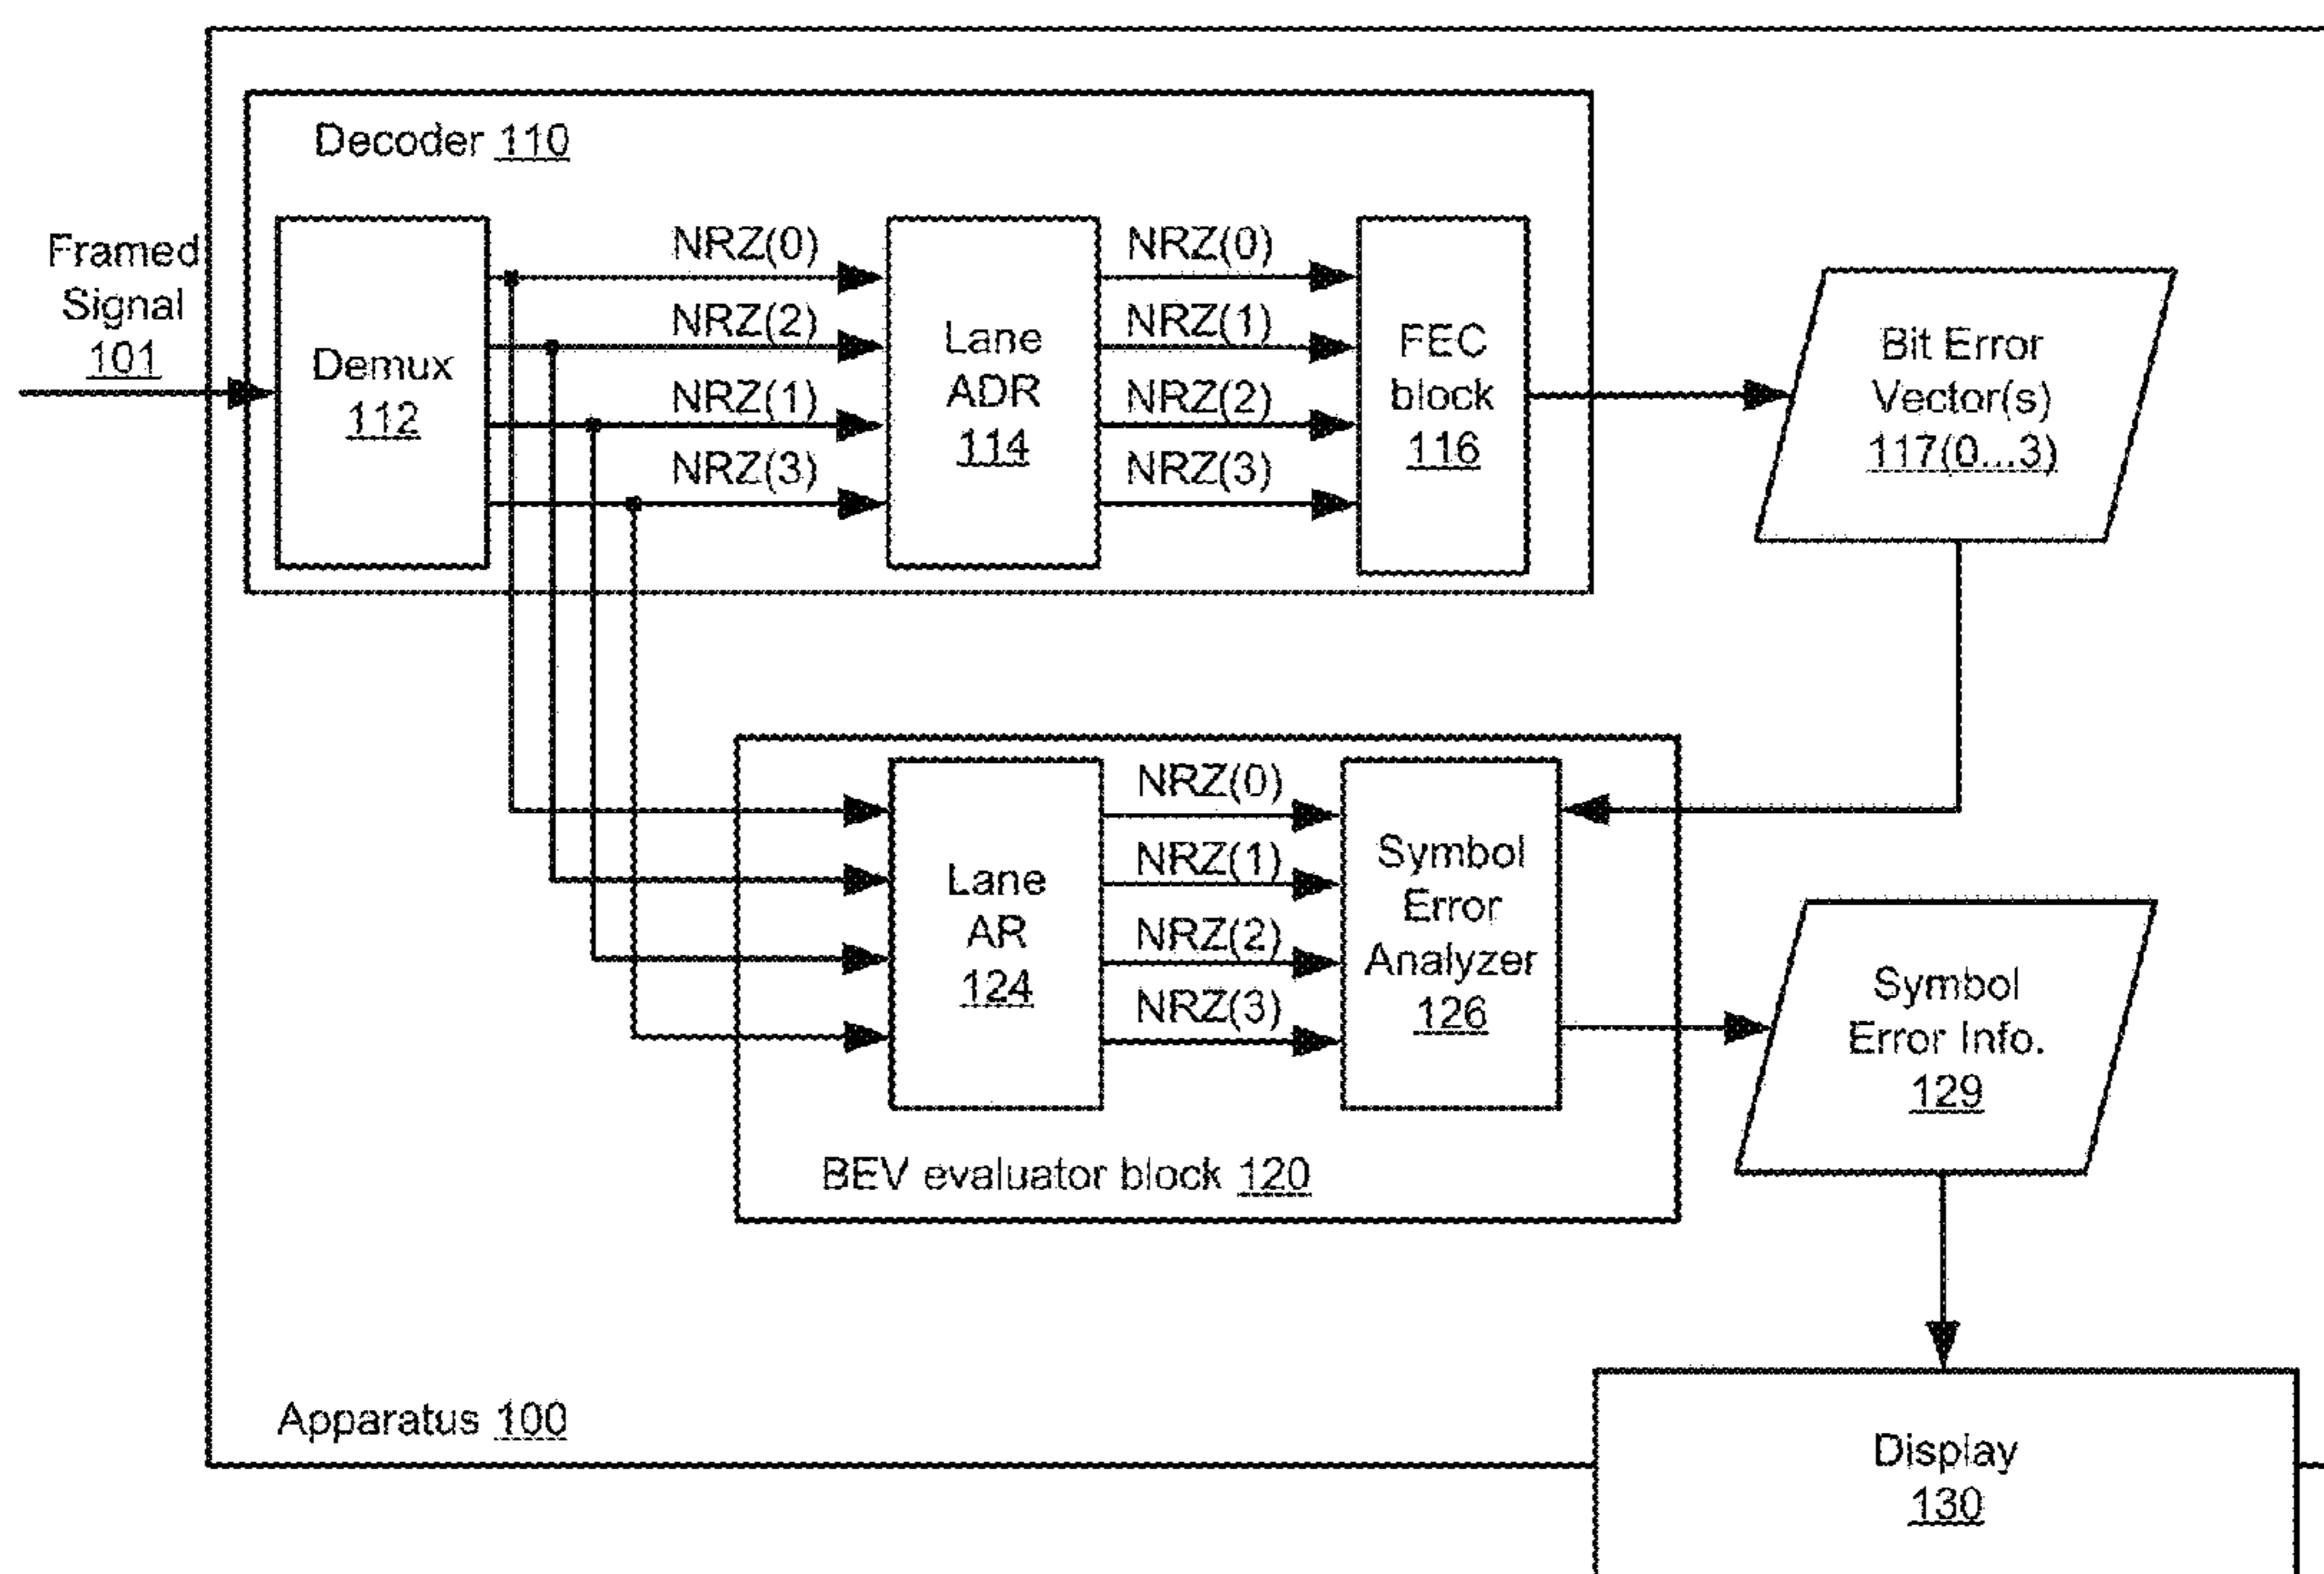 Decoder 110
Framed
Signal
101
Demux
112
NRZ(0)
NRZ(2)
NRZ(1)
NRZ(3)
Lane
ADR
114
NRZ(0)
NRZ(1)
NRZ(2)
NRZ(3)
FEC
block
116
Bit Error
Vector(s)
117(0...3)
Lane
AR
124
NRZ(0)
NRZ(1)
NRZ(2)
NRZ(3)
Symbol
Error
Analyzer
126
BEV evaluator block 120
Symbol
Error Info.
129
Apparatus 100
Display
130